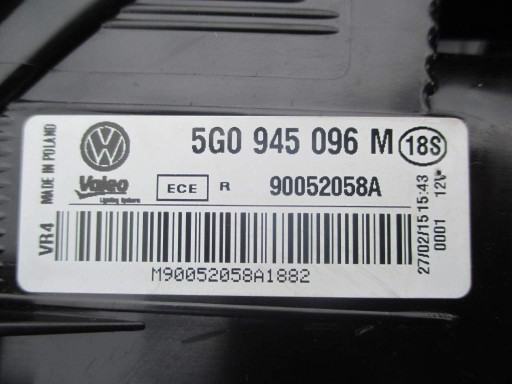 5G0 945 096 M 18S
Valeo
Lighting Systems
ECE R 90052058A
M90052058A1882
VR4 MADE IN POLAND
27/02/15 15:43
0001 12V